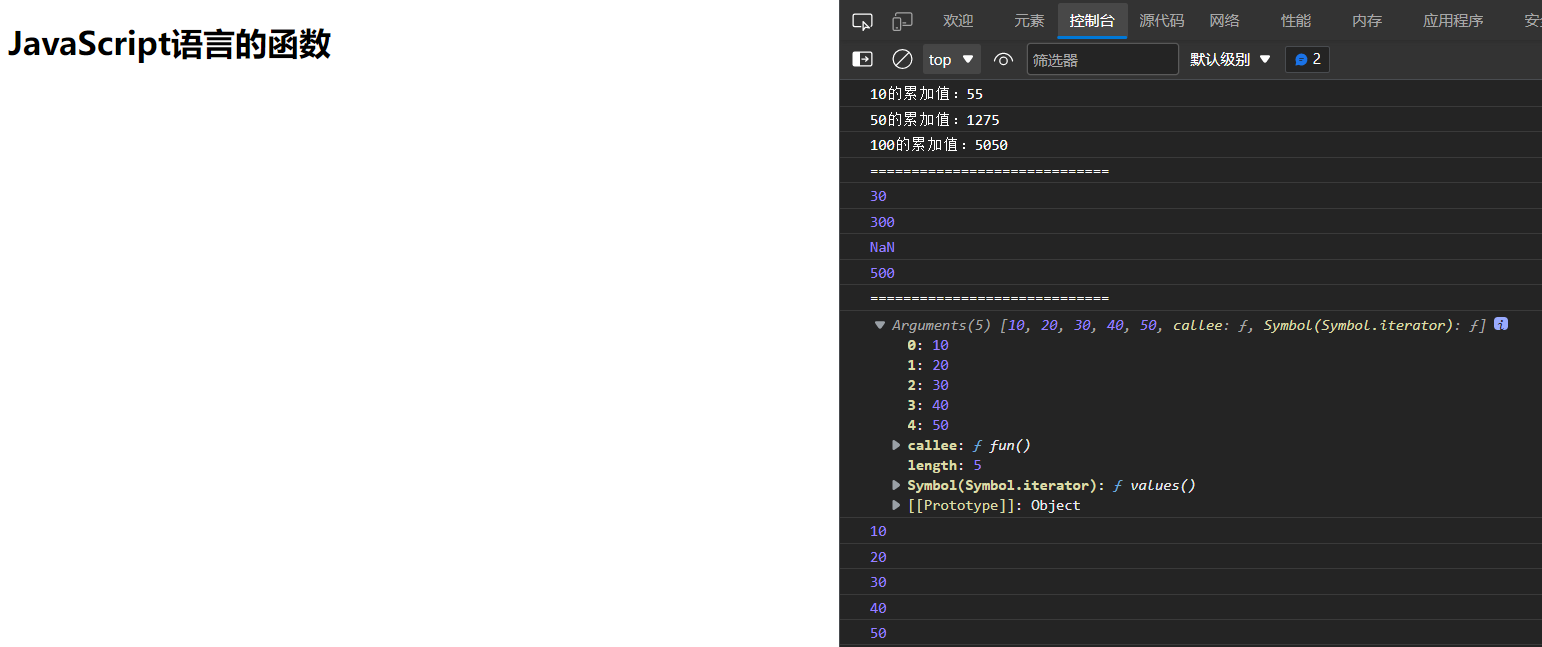 JavaScript语言的函数
欢迎 元素 控制台 源代码 网络 性能 内存 应用程序
top 筛选器 默认级别 2
10的累加值：55
50的累加值：1275
100的累加值：5050
=============================
30
300
NaN
500
=============================
Arguments(5) [10, 20, 30, 40, 50, callee: ƒ, Symbol(Symbol.iterator): ƒ] i
0: 10
1: 20
2: 30
3: 40
4: 50
callee: ƒ fun()
length: 5
Symbol(Symbol.iterator): ƒ values()
[[Prototype]]: Object
10
20
30
40
50